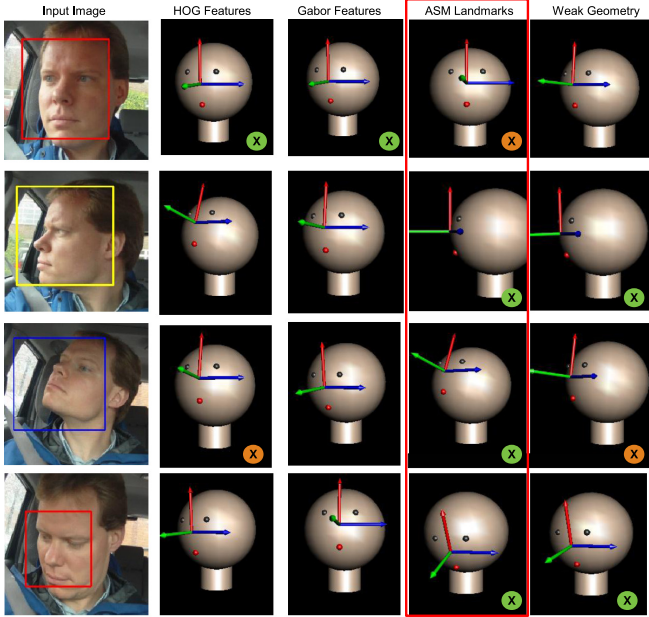 Input Image HOG Features Gabor Features ASM Landmarks Weak Geometry
X X X
X X
X X X
X X